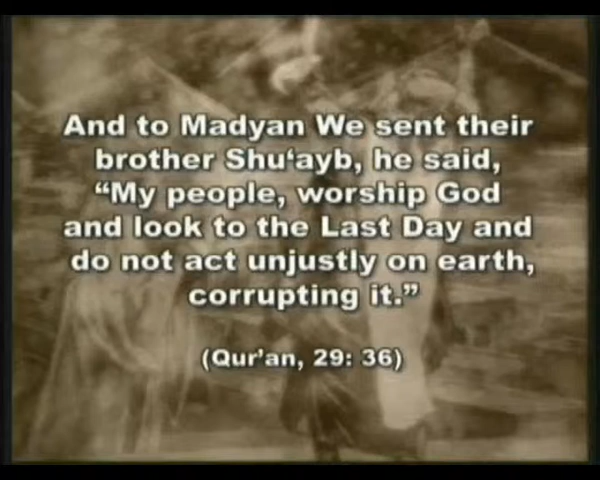 And to Madyan We sent their
brother Shu‘ayb, he said,
“My people, worship God
and look to the Last Day and
do not act unjustly on earth,
corrupting it.”
(Qur’an, 29: 36)